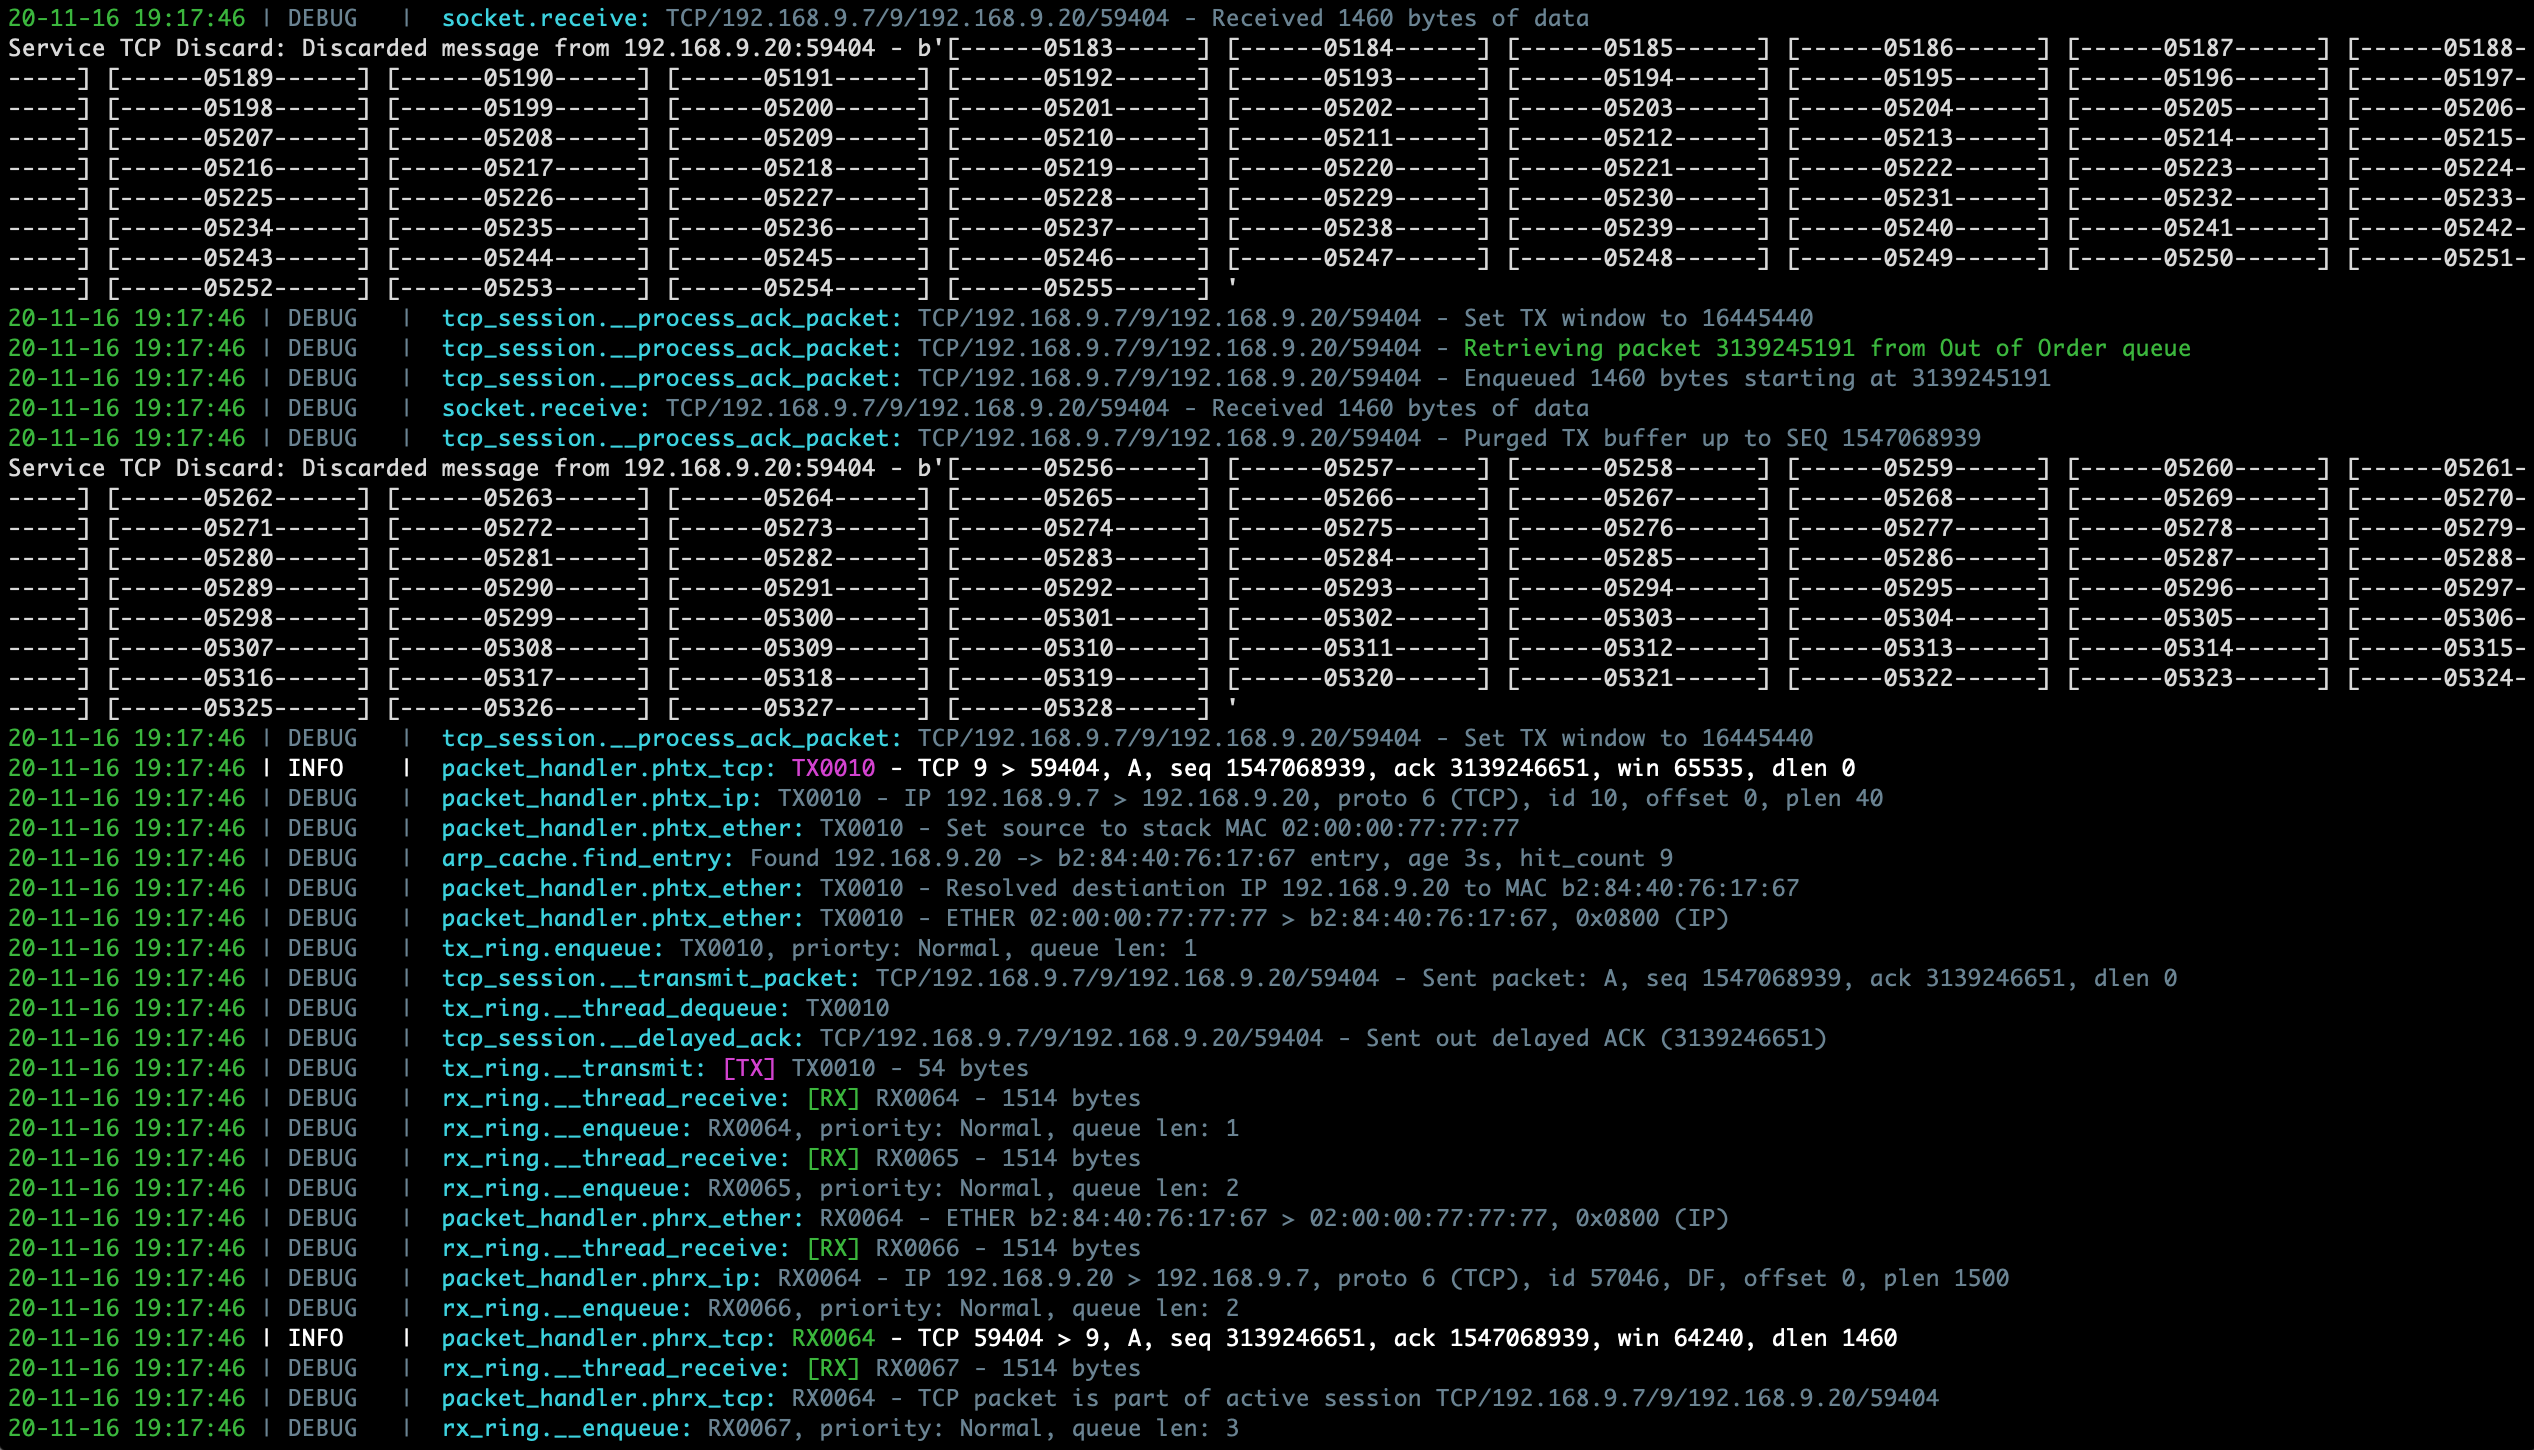 20-11-16 19:17:46 | DEBUG   |  socket.receive: TCP/192.168.9.7/9/192.168.9.20/59404 - Received 1460 bytes of data
Service TCP Discard: Discarded message from 192.168.9.20:59404 - b'[------05183------] [------05184------] [------05185------] [------05186------] [------05187------] [------05188-
-----] [------05189------] [------05190------] [------05191------] [------05192------] [------05193------] [------05194------] [------05195------] [------05196------] [------05197-
-----] [------05198------] [------05199------] [------05200------] [------05201------] [------05202------] [------05203------] [------05204------] [------05205------] [------05206-
-----] [------05207------] [------05208------] [------05209------] [------05210------] [------05211------] [------05212------] [------05213------] [------05214------] [------05215-
-----] [------05216------] [------05217------] [------05218------] [------05219------] [------05220------] [------05221------] [------05222------] [------05223------] [------05224-
-----] [------05225------] [------05226------] [------05227------] [------05228------] [------05229------] [------05230------] [------05231------] [------05232------] [------05233-
-----] [------05234------] [------05235------] [------05236------] [------05237------] [------05238------] [------05239------] [------05240------] [------05241------] [------05242-
-----] [------05243------] [------05244------] [------05245------] [------05246------] [------05247------] [------05248------] [------05249------] [------05250------] [------05251-
-----] [------05252------] [------05253------] [------05254------] [------05255------] '
20-11-16 19:17:46 | DEBUG   |  tcp_session.__process_ack_packet: TCP/192.168.9.7/9/192.168.9.20/59404 - Set TX window to 16445440
20-11-16 19:17:46 | DEBUG   |  tcp_session.__process_ack_packet: TCP/192.168.9.7/9/192.168.9.20/59404 - Retrieving packet 3139245191 from Out of Order queue
20-11-16 19:17:46 | DEBUG   |  tcp_session.__process_ack_packet: TCP/192.168.9.7/9/192.168.9.20/59404 - Enqueued 1460 bytes starting at 3139245191
20-11-16 19:17:46 | DEBUG   |  socket.receive: TCP/192.168.9.7/9/192.168.9.20/59404 - Received 1460 bytes of data
20-11-16 19:17:46 | DEBUG   |  tcp_session.__process_ack_packet: TCP/192.168.9.7/9/192.168.9.20/59404 - Purged TX buffer up to SEQ 1547068939
Service TCP Discard: Discarded message from 192.168.9.20:59404 - b'[------05256------] [------05257------] [------05258------] [------05259------] [------05260------] [------05261-
-----] [------05262------] [------05263------] [------05264------] [------05265------] [------05266------] [------05267------] [------05268------] [------05269------] [------05270-
-----] [------05271------] [------05272------] [------05273------] [------05274------] [------05275------] [------05276------] [------05277------] [------05278------] [------05279-
-----] [------05280------] [------05281------] [------05282------] [------05283------] [------05284------] [------05285------] [------05286------] [------05287------] [------05288-
-----] [------05289------] [------05290------] [------05291------] [------05292------] [------05293------] [------05294------] [------05295------] [------05296------] [------05297-
-----] [------05298------] [------05299------] [------05300------] [------05301------] [------05302------] [------05303------] [------05304------] [------05305------] [------05306-
-----] [------05307------] [------05308------] [------05309------] [------05310------] [------05311------] [------05312------] [------05313------] [------05314------] [------05315-
-----] [------05316------] [------05317------] [------05318------] [------05319------] [------05320------] [------05321------] [------05322------] [------05323------] [------05324-
-----] [------05325------] [------05326------] [------05327------] [------05328------] '
20-11-16 19:17:46 | DEBUG   |  tcp_session.__process_ack_packet: TCP/192.168.9.7/9/192.168.9.20/59404 - Set TX window to 16445440
20-11-16 19:17:46 | INFO    |  packet_handler.phtx_tcp: TX0010 - TCP 9 > 59404, A, seq 1547068939, ack 3139246651, win 65535, dlen 0
20-11-16 19:17:46 | DEBUG   |  packet_handler.phtx_ip: TX0010 - IP 192.168.9.7 > 192.168.9.20, proto 6 (TCP), id 10, offset 0, plen 40
20-11-16 19:17:46 | DEBUG   |  packet_handler.phtx_ether: TX0010 - Set source to stack MAC 02:00:00:77:77:77
20-11-16 19:17:46 | DEBUG   |  arp_cache.find_entry: Found 192.168.9.20 -> b2:84:40:76:17:67 entry, age 3s, hit_count 9
20-11-16 19:17:46 | DEBUG   |  packet_handler.phtx_ether: TX0010 - Resolved destiantion IP 192.168.9.20 to MAC b2:84:40:76:17:67
20-11-16 19:17:46 | DEBUG   |  packet_handler.phtx_ether: TX0010 - ETHER 02:00:00:77:77:77 > b2:84:40:76:17:67, 0x0800 (IP)
20-11-16 19:17:46 | DEBUG   |  tx_ring.enqueue: TX0010, priorty: Normal, queue len: 1
20-11-16 19:17:46 | DEBUG   |  tcp_session.__transmit_packet: TCP/192.168.9.7/9/192.168.9.20/59404 - Sent packet: A, seq 1547068939, ack 3139246651, dlen 0
20-11-16 19:17:46 | DEBUG   |  tx_ring.__thread_dequeue: TX0010
20-11-16 19:17:46 | DEBUG   |  tcp_session.__delayed_ack: TCP/192.168.9.7/9/192.168.9.20/59404 - Sent out delayed ACK (3139246651)
20-11-16 19:17:46 | DEBUG   |  tx_ring.__transmit: [TX] TX0010 - 54 bytes
20-11-16 19:17:46 | DEBUG   |  rx_ring.__thread_receive: [RX] RX0064 - 1514 bytes
20-11-16 19:17:46 | DEBUG   |  rx_ring.__enqueue: RX0064, priority: Normal, queue len: 1
20-11-16 19:17:46 | DEBUG   |  rx_ring.__thread_receive: [RX] RX0065 - 1514 bytes
20-11-16 19:17:46 | DEBUG   |  rx_ring.__enqueue: RX0065, priority: Normal, queue len: 2
20-11-16 19:17:46 | DEBUG   |  packet_handler.phrx_ether: RX0064 - ETHER b2:84:40:76:17:67 > 02:00:00:77:77:77, 0x0800 (IP)
20-11-16 19:17:46 | DEBUG   |  rx_ring.__thread_receive: [RX] RX0066 - 1514 bytes
20-11-16 19:17:46 | DEBUG   |  packet_handler.phrx_ip: RX0064 - IP 192.168.9.20 > 192.168.9.7, proto 6 (TCP), id 57046, DF, offset 0, plen 1500
20-11-16 19:17:46 | DEBUG   |  rx_ring.__enqueue: RX0066, priority: Normal, queue len: 2
20-11-16 19:17:46 | INFO    |  packet_handler.phrx_tcp: RX0064 - TCP 59404 > 9, A, seq 3139246651, ack 1547068939, win 64240, dlen 1460
20-11-16 19:17:46 | DEBUG   |  rx_ring.__thread_receive: [RX] RX0067 - 1514 bytes
20-11-16 19:17:46 | DEBUG   |  packet_handler.phrx_tcp: RX0064 - TCP packet is part of active session TCP/192.168.9.7/9/192.168.9.20/59404
20-11-16 19:17:46 | DEBUG   |  rx_ring.__enqueue: RX0067, priority: Normal, queue len: 3